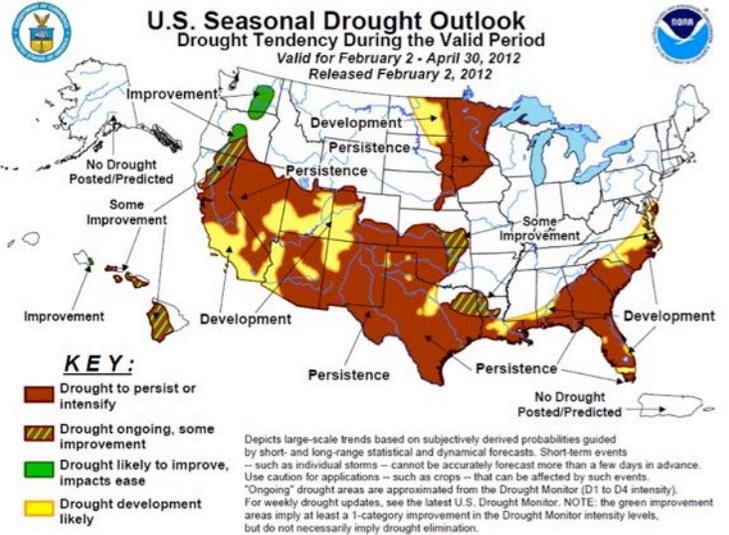 U.S. Seasonal Drought Outlook
Drought Tendency During the Valid Period
Valid for February 2 - April 30, 2012
Released February 2, 2012
NOAA
Improvement
Development
Persistence
No Drought
Posted/Predicted
Persistence
Some
Improvement
Some
Improvement
Improvement
Development
Development
Persistence
Persistence
No Drought
Posted/Predicted
KEY:
Drought to persist or
intensify
Drought ongoing, some
improvement
Drought likely to improve,
impacts ease
Drought development
likely
Depicts large-scale trends based on subjectively derived probabilities guided
by short- and long-range statistical and dynamical forecasts. Short-term events
-- such as individual storms -- cannot be accurately forecast more than a few days in advance.
Use caution for applications -- such as crops -- that can be affected by such events.
"Ongoing" drought areas are approximated from the Drought Monitor (D1 to D4 intensity).
For weekly drought updates, see the latest U.S. Drought Monitor. NOTE: the green improvement
areas imply at least a 1-category improvement in the Drought Monitor intensity levels,
but do not necessarily imply drought elimination.